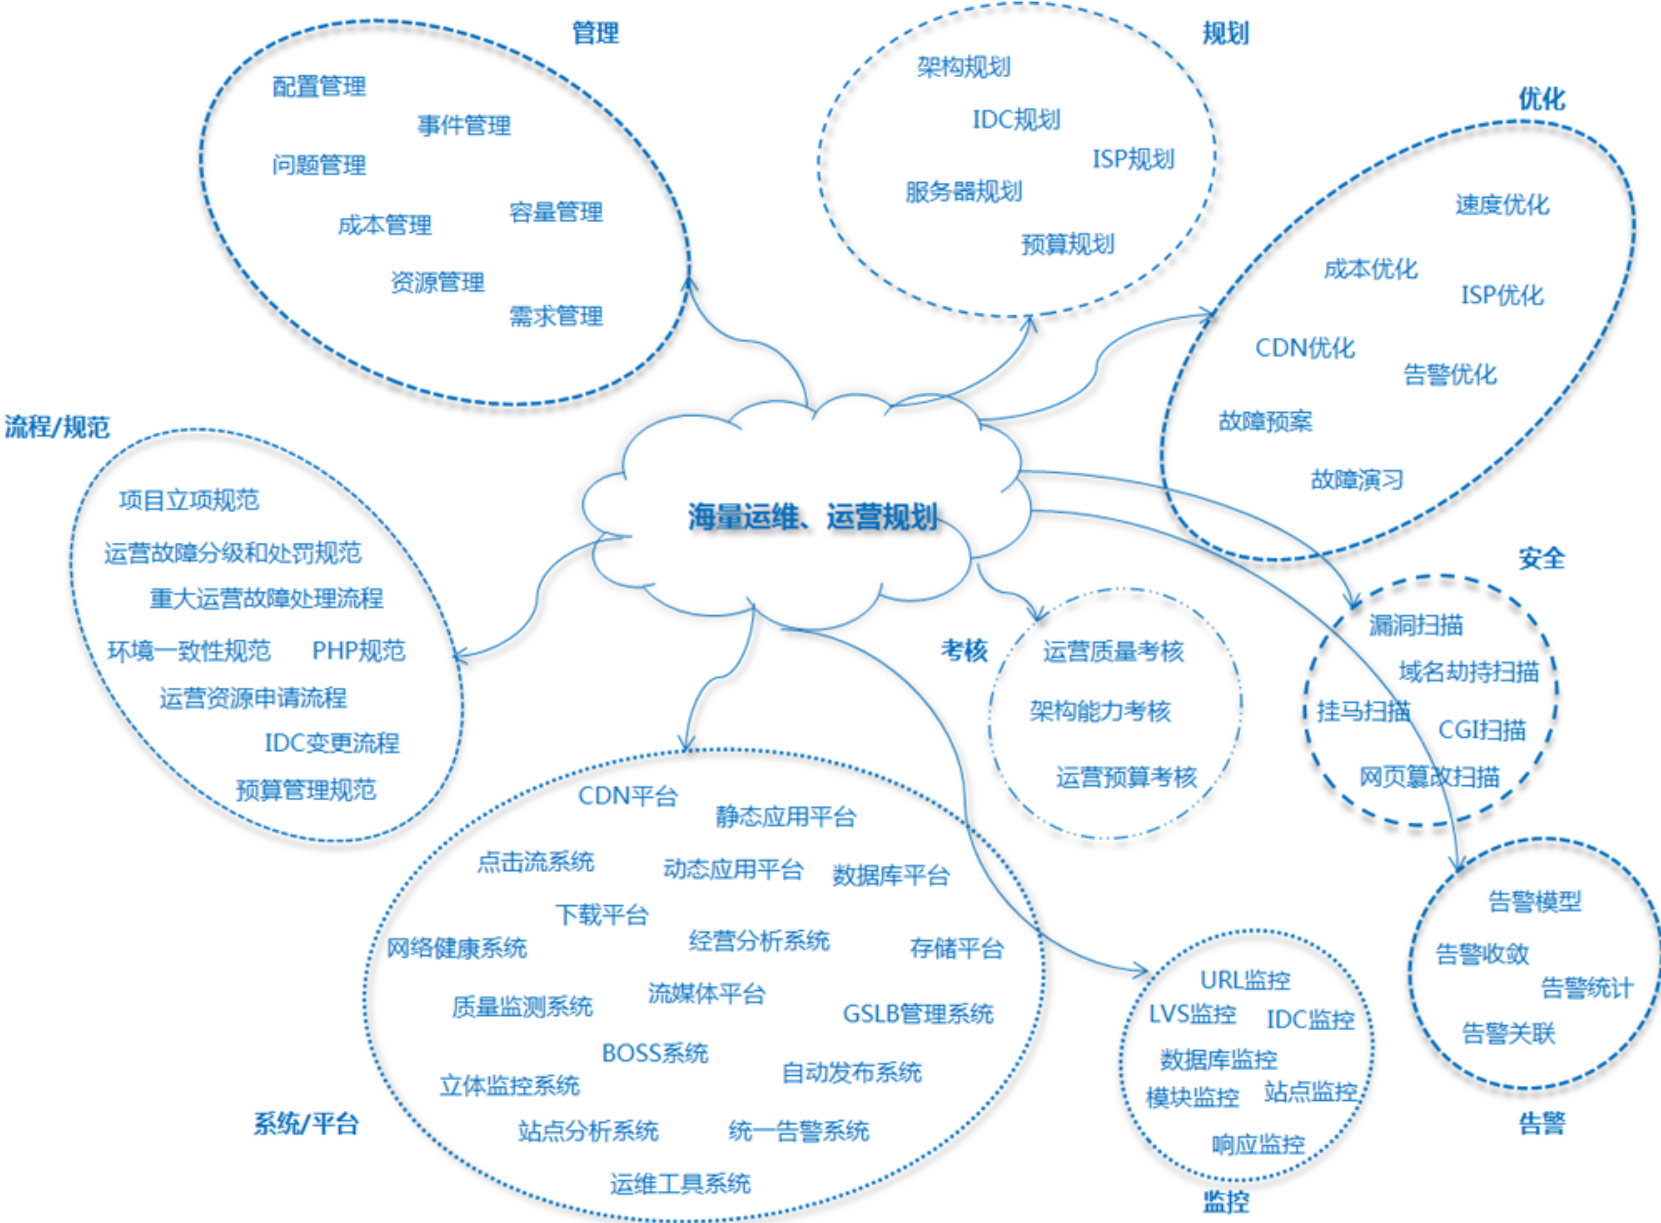 管理
配置管理
事件管理
问题管理
容量管理
成本管理
资源管理
需求管理
规划
架构规划
IDC规划
ISP规划
服务器规划
预算规划
优化
速度优化
成本优化
ISP优化
CDN优化
告警优化
故障预案
故障演习
海量运维、运营规划
流程/规范
项目立项规范
运营故障分级和处罚规范
重大运营故障处理流程
环境一致性规范
PHP规范
运营资源申请流程
IDC变更流程
预算管理规范
考核
运营质量考核
架构能力考核
运营预算考核
安全
漏洞扫描
域名劫持扫描
挂马扫描
CGI扫描
网页篡改扫描
系统/平台
CDN平台
静态应用平台
点击流系统
动态应用平台
数据库平台
下载平台
网络健康系统
经营分析系统
存储平台
质量监测系统
流媒体平台
GSLB管理系统
BOSS系统
立体监控系统
自动发布系统
站点分析系统
统一告警系统
运维工具系统
URL监控
LVS监控
IDC监控
数据库监控
模块监控
站点监控
响应监控
监控
告警模型
告警收敛
告警统计
告警关联
告警